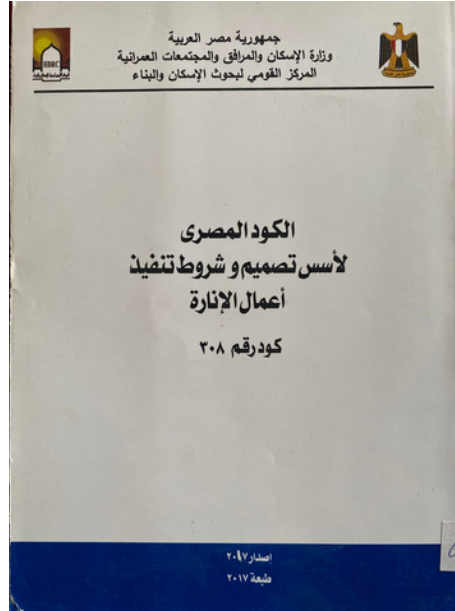 جمهورية مصر العربية
وزارة الإسكان والمرافق والمجتمعات العمرانية
المركز القومي لبحوث الإسكان والبناء
HBRC
الكود المصرى
لأسس تصميم و شروط تنفيذ
أعمال الإنارة
كود رقم ٣٠٨
إصدار ٢٠١٧
طبعة ٢٠١٧